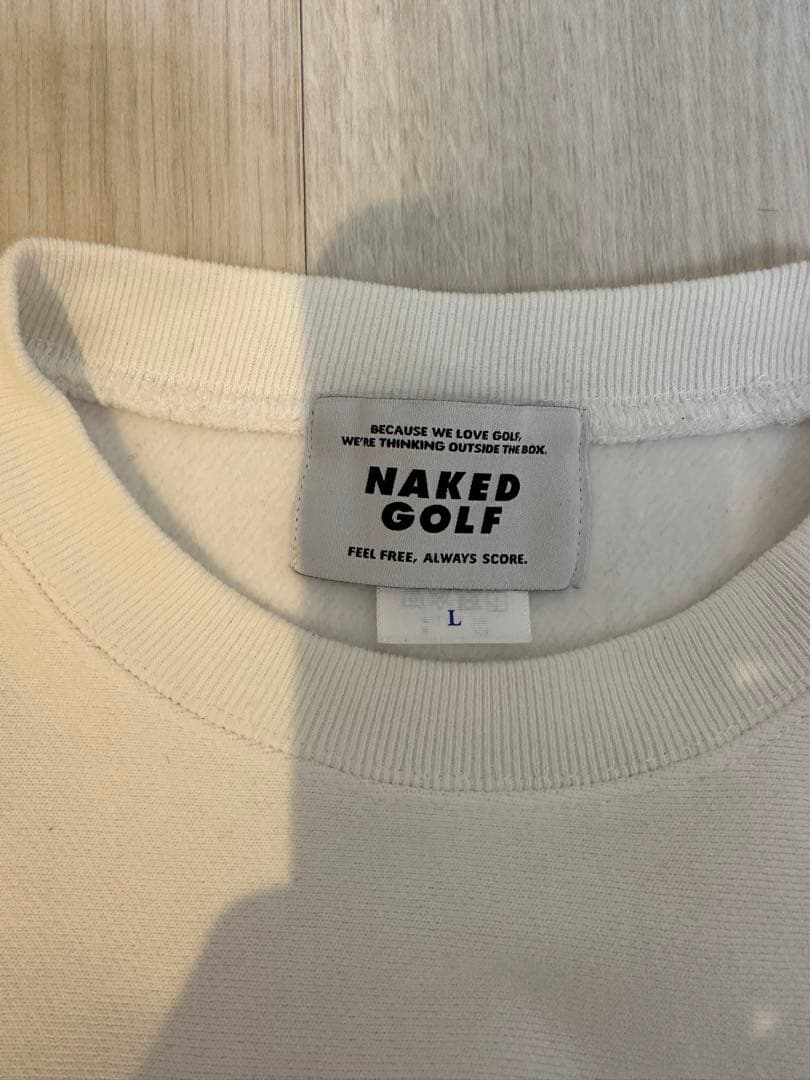 BECAUSE WE LOVE GOLF,
WE'RE THINKING OUTSIDE THE BOX.
NAKED
GOLF
FEEL FREE, ALWAYS SCORE.
L